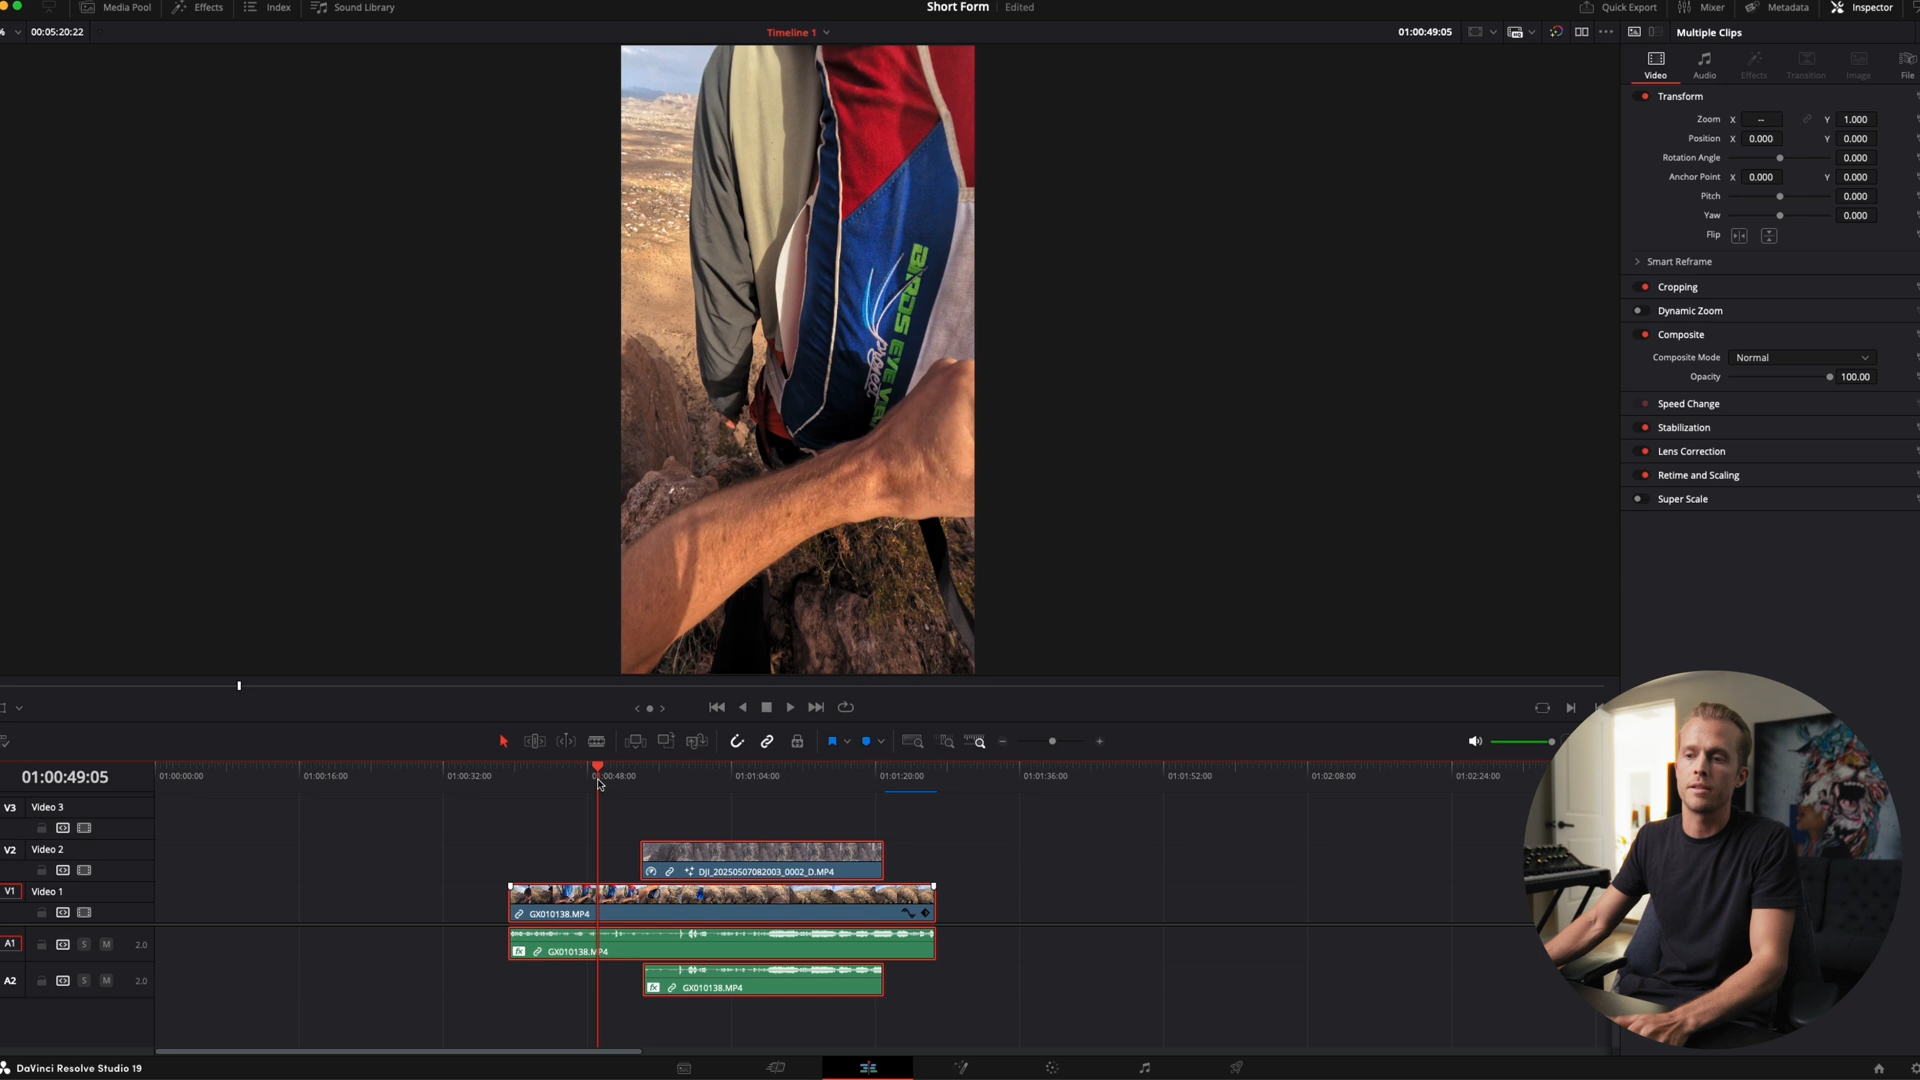 Media Pool Effects Index Sound Library Short Form Edited Quick Export Mixer Metadata Inspector
% 00:05:20:22 Timeline 1 01:00:49:05 Multiple Clips
Video Audio Effects Transition Image File
Transform
Zoom X -- Y 1.000
Position X 0.000 Y 0.000
Rotation Angle 0.000
Anchor Point X 0.000 Y 0.000
Pitch 0.000
Yaw 0.000
Flip
Smart Reframe
Cropping
Dynamic Zoom
Composite
Composite Mode Normal
Opacity 100.00
Speed Change
Stabilization
Lens Correction
Retime and Scaling
Super Scale
BIRDS EYE VIEW
project
01:00:49:05 01:00:00:00 01:00:16:00 01:00:32:00 01:00:48:00 01:01:04:00 01:01:20:00 01:01:36:00 01:01:52:00 01:02:08:00 01:02:24:00
V3 Video 3
V2 Video 2
DJI_20250507082003_0002_D.MP4
V1 Video 1
GX010138.MP4
A1 S M 2.0
fx GX010138.MP4
A2 S M 2.0
fx GX010138.MP4
DaVinci Resolve Studio 19